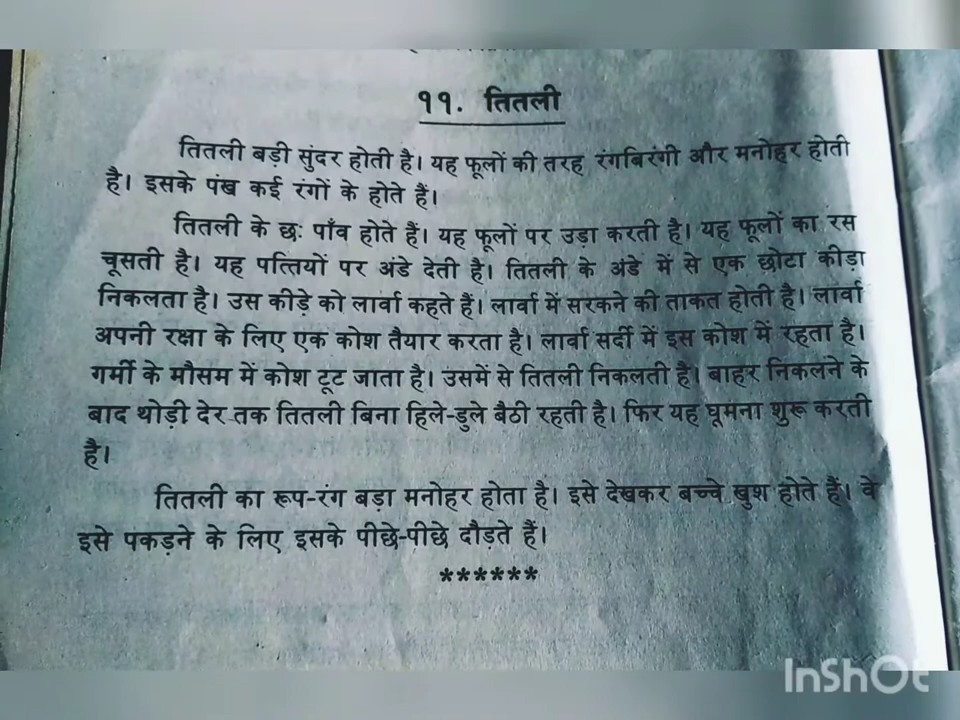 ११. तितली
तितली बड़ी सुंदर होती है। यह फूलों की तरह रंगबिरंगी और मनोहर होती
है। इसके पंख कई रंगों के होते हैं।
तितली के छः पाँव होते हैं। यह फूलों पर उड़ा करती है। यह फूलों का रस
चूसती है। यह पत्तियों पर अंडे देती है। तितली के अंडे में से एक छोटा कीड़ा
निकलता है। उस कीड़े को लार्वा कहते हैं। लार्वा में सरकने की ताकत होती है। लार्वा
अपनी रक्षा के लिए एक कोश तैयार करता है। लार्वा सर्दी में इस कोश में रहता है।
गर्मी के मौसम में कोश टूट जाता है। उसमें से तितली निकलती है। बाहर निकलने के
बाद थोड़ी देर तक तितली बिना हिले-डुले बैठी रहती है। फिर यह घूमना शुरू करती
है।
तितली का रूप-रंग बड़ा मनोहर होता है। इसे देखकर बच्चे खुश होते हैं। वे
इसे पकड़ने के लिए इसके पीछे-पीछे दौड़ते हैं।
******
InShOt